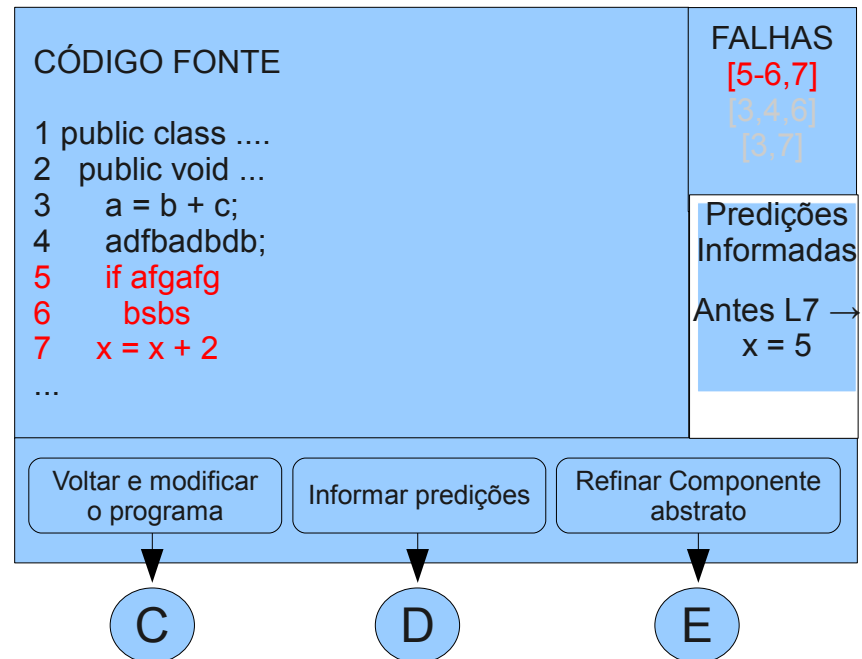 CÓDIGO FONTE
1 public class ....
2 public void ...
3 a = b + c;
4 adfbadbdb;
5 if afgafg
6 bsbs
7 x = x + 2
...
FALHAS
[5-6,7]
[3,4,6]
[3,7]
Predições
Informadas
Antes L7 →
x = 5
Voltar e modificar
o programa
Informar predições
Refinar Componente
abstrato
C
D
E